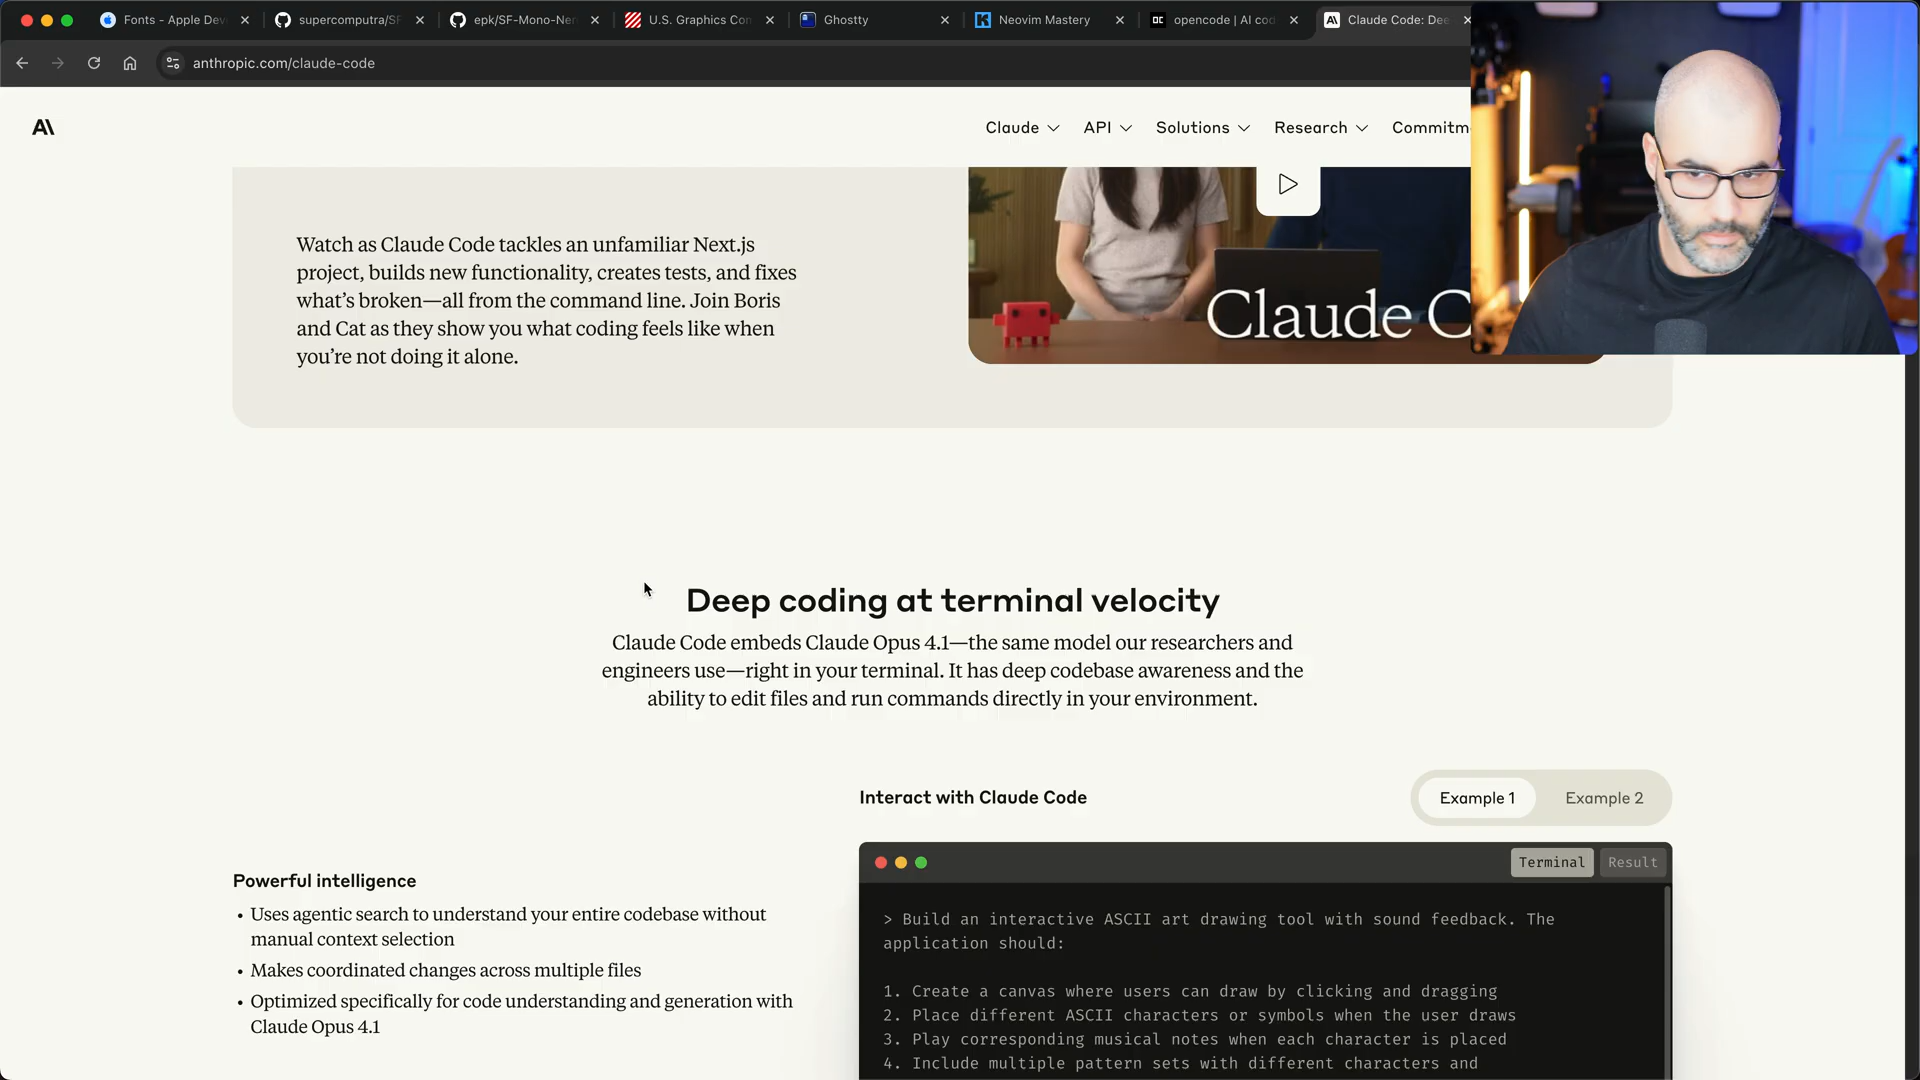 Fonts - Apple Dev
supercomputra/SF
epk/SF-Mono-Ner
U.S. Graphics Con
Ghostty
Neovim Mastery
opencode | AI cod
Claude Code: Dee
anthropic.com/claude-code
Claude
API
Solutions
Research
Commitm
Watch as Claude Code tackles an unfamiliar Next.js
project, builds new functionality, creates tests, and fixes
what's broken—all from the command line. Join Boris
and Cat as they show you what coding feels like when
you're not doing it alone.
Claude C
Deep coding at terminal velocity
Claude Code embeds Claude Opus 4.1—the same model our researchers and
engineers use—right in your terminal. It has deep codebase awareness and the
ability to edit files and run commands directly in your environment.
Interact with Claude Code
Example 1
Example 2
Powerful intelligence
• Uses agentic search to understand your entire codebase without
manual context selection
• Makes coordinated changes across multiple files
• Optimized specifically for code understanding and generation with
Claude Opus 4.1
Terminal
Result
> Build an interactive ASCII art drawing tool with sound feedback. The
application should:
1. Create a canvas where users can draw by clicking and dragging
2. Place different ASCII characters or symbols when the user draws
3. Play corresponding musical notes when each character is placed
4. Include multiple pattern sets with different characters and